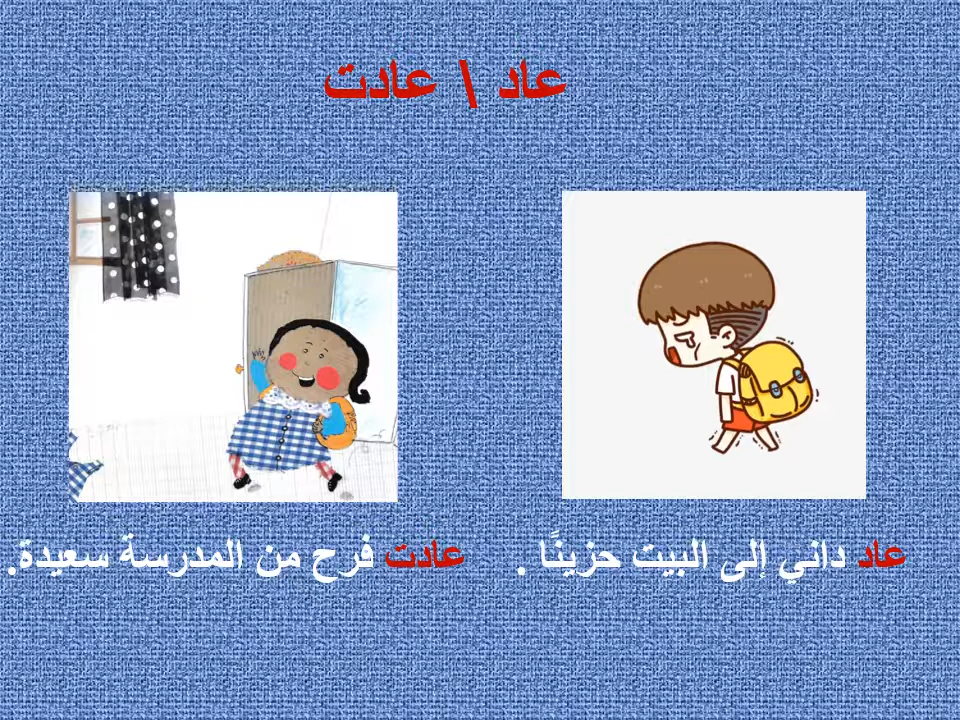 عاد \ عادت
عاد داني إلى البيت حزينًا .
عادت فرح من المدرسة سعيدة.